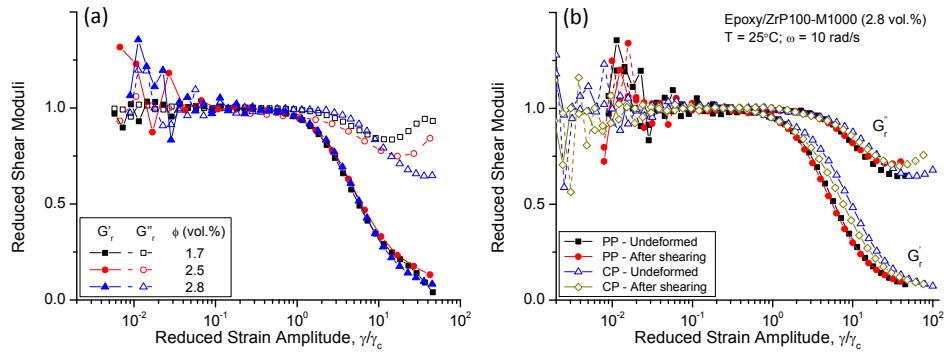 (a)
Reduced Shear Moduli
1.0
0.5
0.0
G'r G"r ϕ (vol.%)
1.7
2.5
2.8
10⁻² 10⁻¹ 10⁰ 10¹ 10²
Reduced Strain Amplitude, γ/γc
(b)
Epoxy/ZrP100-M1000 (2.8 vol.%)
T = 25°C; ω = 10 rad/s
Reduced Shear Moduli
1.0
0.5
0.0
G"r
G'r
PP - Undeformed
PP - After shearing
CP - Undeformed
CP - After shearing
10⁻² 10⁻¹ 10⁰ 10¹ 10²
Reduced Strain Amplitude, γ/γc